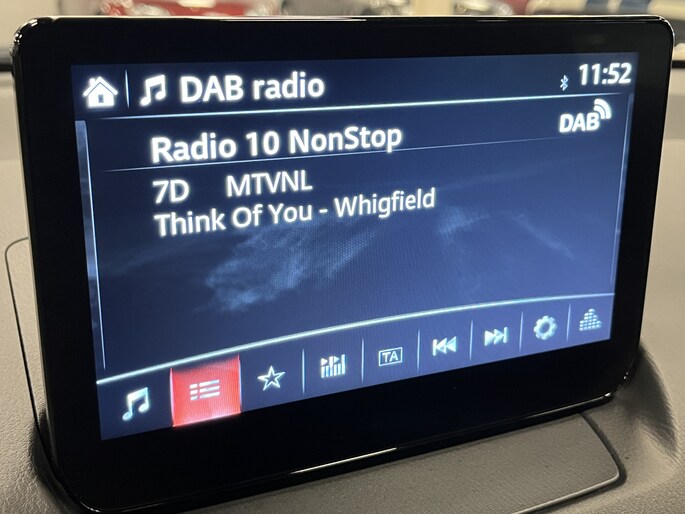 DAB radio
11:52
Radio 10 NonStop
DAB
7D MTVNL
Think Of You - Whigfield
TA